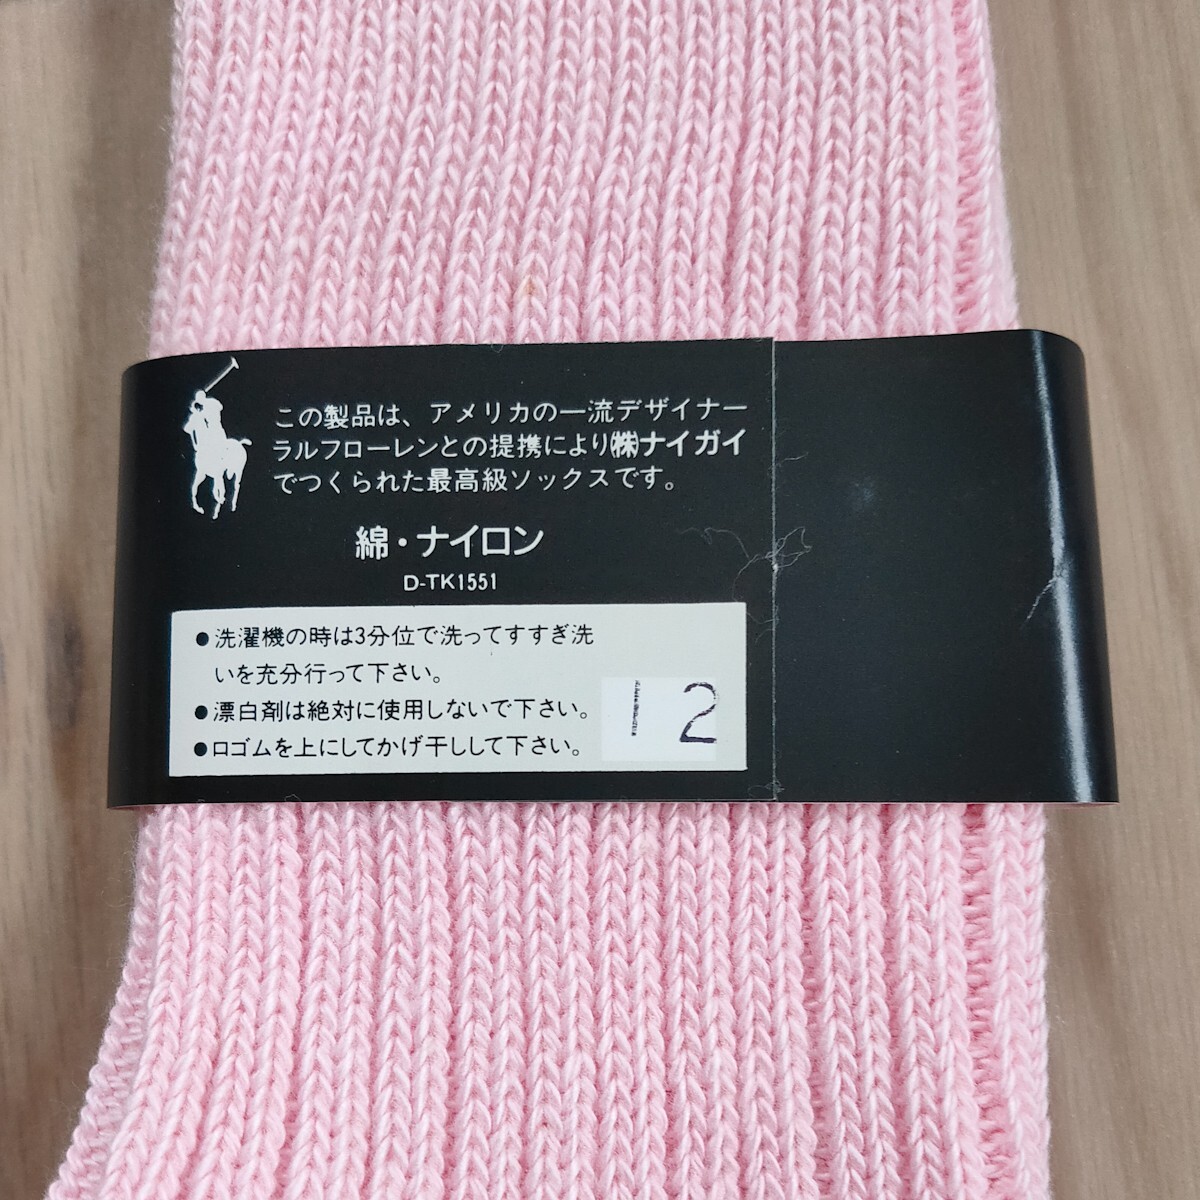 この製品は、アメリカの一流デザイナー
ラルフローレンとの提携により㈱ナイガイ
でつくられた最高級ソックスです。
綿・ナイロン
D-TK1551
●洗濯機の時は3分位で洗ってすすぎ洗
いを充分行って下さい。
●漂白剤は絶対に使用しないで下さい。
●口ゴムを上にしてかげ干しして下さい。
12